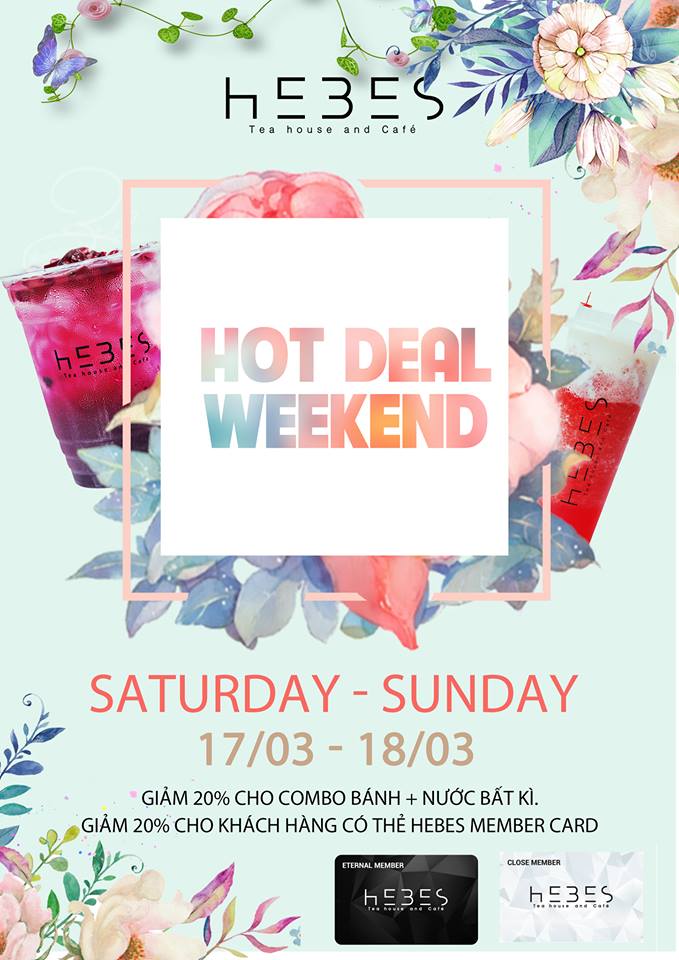 HEBES
Tea house and Café
HEBES
Tea house and Café
HOT DEAL
WEEKEND
HEBES
SATURDAY - SUNDAY
17/03 - 18/03
GIẢM 20% CHO COMBO BÁNH + NƯỚC BẤT KÌ.
GIẢM 20% CHO KHÁCH HÀNG CÓ THẺ HEBES MEMBER CARD
ETERNAL MEMBER
HEBES
Tea house and Café
CLOSE MEMBER
HEBES
Tea house and Café